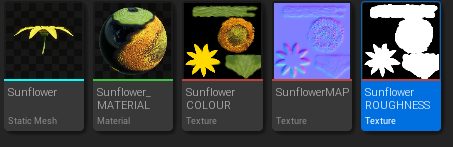 Sunflower
Static Mesh
Sunflower_
MATERIAL
Material
Sunflower
COLOUR
Texture
SunflowerMAP
Texture
Sunflower
ROUGHNESS
Texture